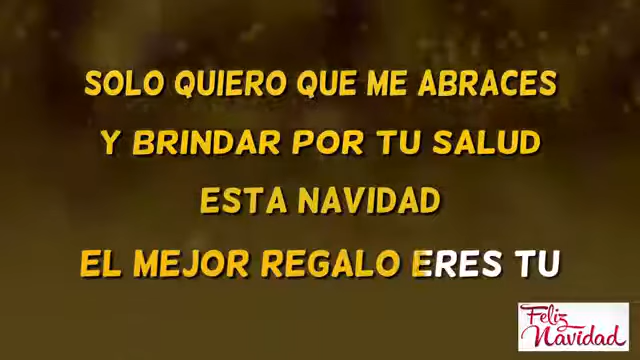 SOLO QUIERO QUE ME ABRACES
Y BRINDAR POR TU SALUD
ESTA NAVIDAD
EL MEJOR REGALO ERES TU
Feliz
Navidad